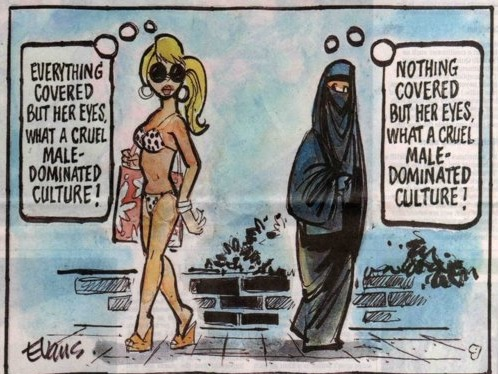 EVERYTHING
COVERED
BUT HER EYES,
WHAT A CRUEL
MALE-
DOMINATED
CULTURE!
NOTHING
COVERED
BUT HER EYES,
WHAT A CRUEL
MALE-
DOMINATED
CULTURE!
Evans